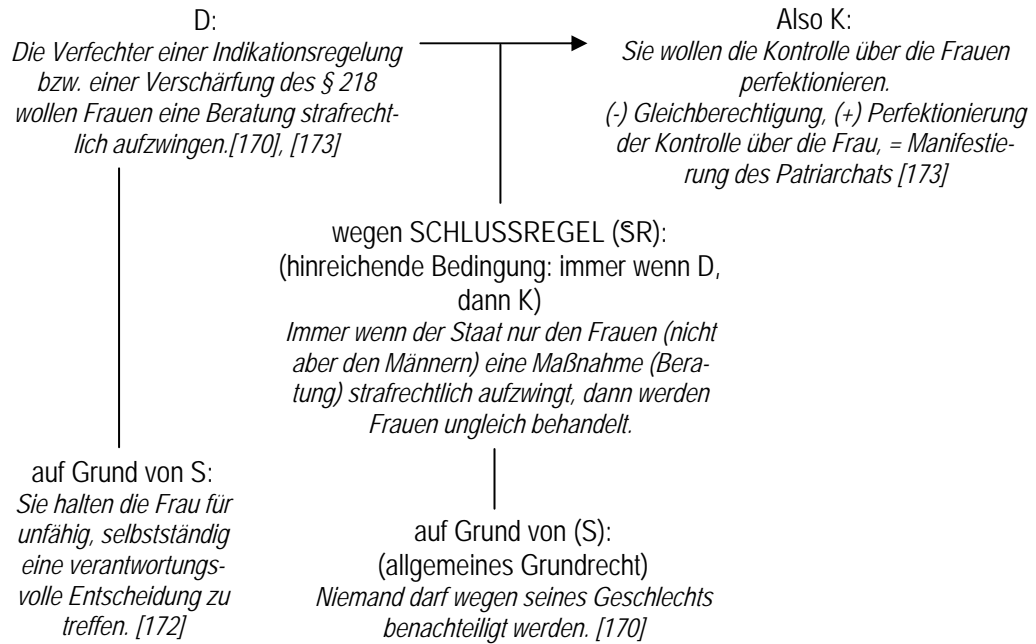 D:
Die Verfechter einer Indikationsregelung
bzw. einer Verschärfung des § 218
wollen Frauen eine Beratung strafrecht-
lich aufzwingen.[170], [173]
Also K:
Sie wollen die Kontrolle über die Frauen
perfektionieren.
(-) Gleichberechtigung, (+) Perfektionierung
der Kontrolle über die Frau, = Manifestie-
rung des Patriarchats [173]
wegen SCHLUSSREGEL (SR):
(hinreichende Bedingung: immer wenn D,
dann K)
Immer wenn der Staat nur den Frauen (nicht
aber den Männern) eine Maßnahme (Bera-
tung) strafrechtlich aufzwingt, dann werden
Frauen ungleich behandelt.
auf Grund von S:
Sie halten die Frau für
unfähig, selbstständig
eine verantwortungs-
volle Entscheidung zu
treffen. [172]
auf Grund von (S):
(allgemeines Grundrecht)
Niemand darf wegen seines Geschlechts
benachteiligt werden. [170]